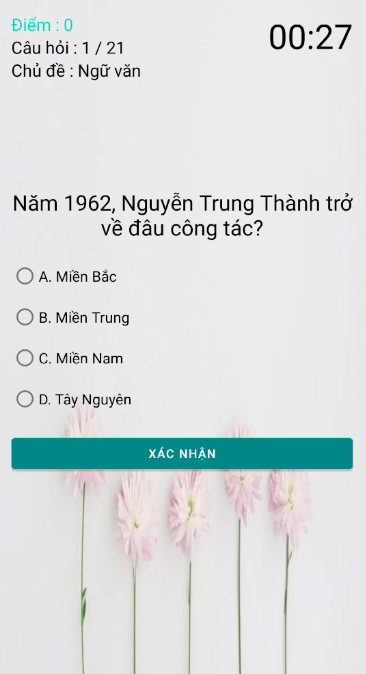 Điểm : 0
00:27
Câu hỏi : 1 / 21
Chủ đề : Ngữ văn
Năm 1962, Nguyễn Trung Thành trở
về đâu công tác?
A. Miền Bắc
B. Miền Trung
C. Miền Nam
D. Tây Nguyên
XÁC NHẬN